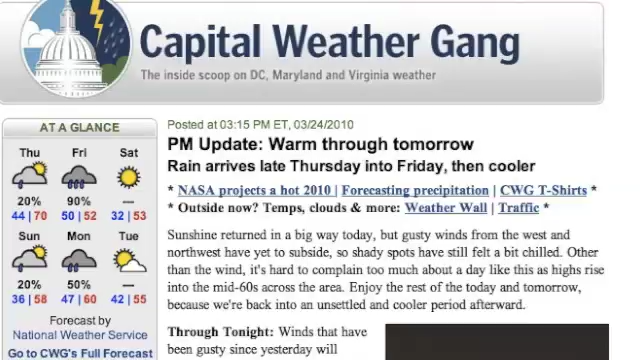 Capital Weather Gang
The inside scoop on DC, Maryland and Virginia weather
AT A GLANCE
Thu Fri Sat
20% 90% ---
44 | 70 50 | 52 32 | 53
Sun Mon Tue
20% 50% ---
36 | 58 47 | 60 42 | 55
Forecast by
National Weather Service
Go to CWG's Full Forecast
Posted at 03:15 PM ET, 03/24/2010
PM Update: Warm through tomorrow
Rain arrives late Thursday into Friday, then cooler
* NASA projects a hot 2010 | Forecasting precipitation | CWG T-Shirts *
* Outside now? Temps, clouds & more: Weather Wall | Traffic *
Sunshine returned in a big way today, but gusty winds from the west and
northwest have yet to subside, so shady spots have still felt a bit chilled. Other
than the wind, it's hard to complain too much about a day like this as highs rise
into the mid-60s across the area. Enjoy the rest of the today and tomorrow,
because we're back into an unsettled and cooler period afterward.
Through Tonight: Winds that have
been gusty since yesterday will